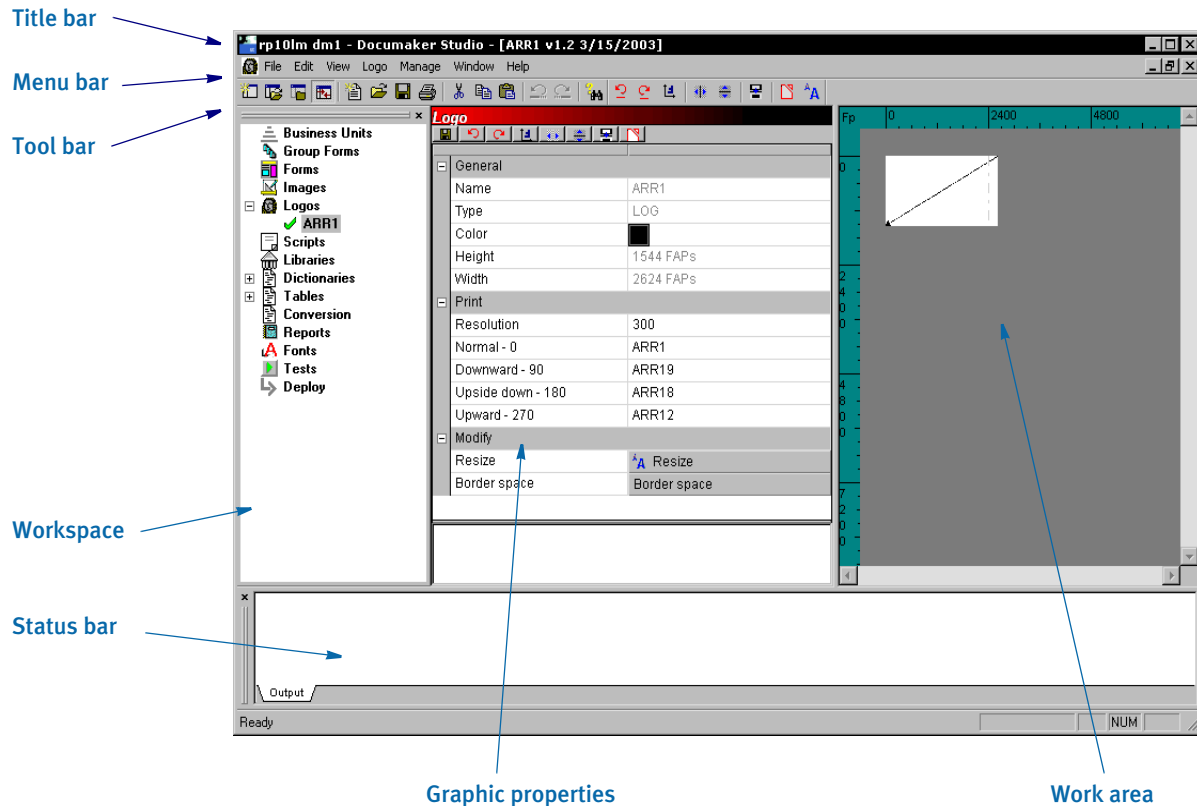 Title bar
rp10lm dm1 - Documaker Studio - [ARR1 v1.2 3/15/2003]
Menu bar
File Edit View Logo Manage Window Help
Tool bar
Business Units
Group Forms
Forms
Images
Logos
ARR1
Scripts
Libraries
Dictionaries
Tables
Conversion
Reports
Fonts
Tests
Deploy
Logo
General
Name ARR1
Type LOG
Color
Height 1544 FAPs
Width 2624 FAPs
Print
Resolution 300
Normal - 0 ARR1
Downward - 90 ARR19
Upside down - 180 ARR18
Upward - 270 ARR12
Modify
Resize A Resize
Border space Border space
Fp 0 2400 4800
0
2400
4800
7200
Workspace
Status bar
Output
Ready NUM
Graphic properties
Work area